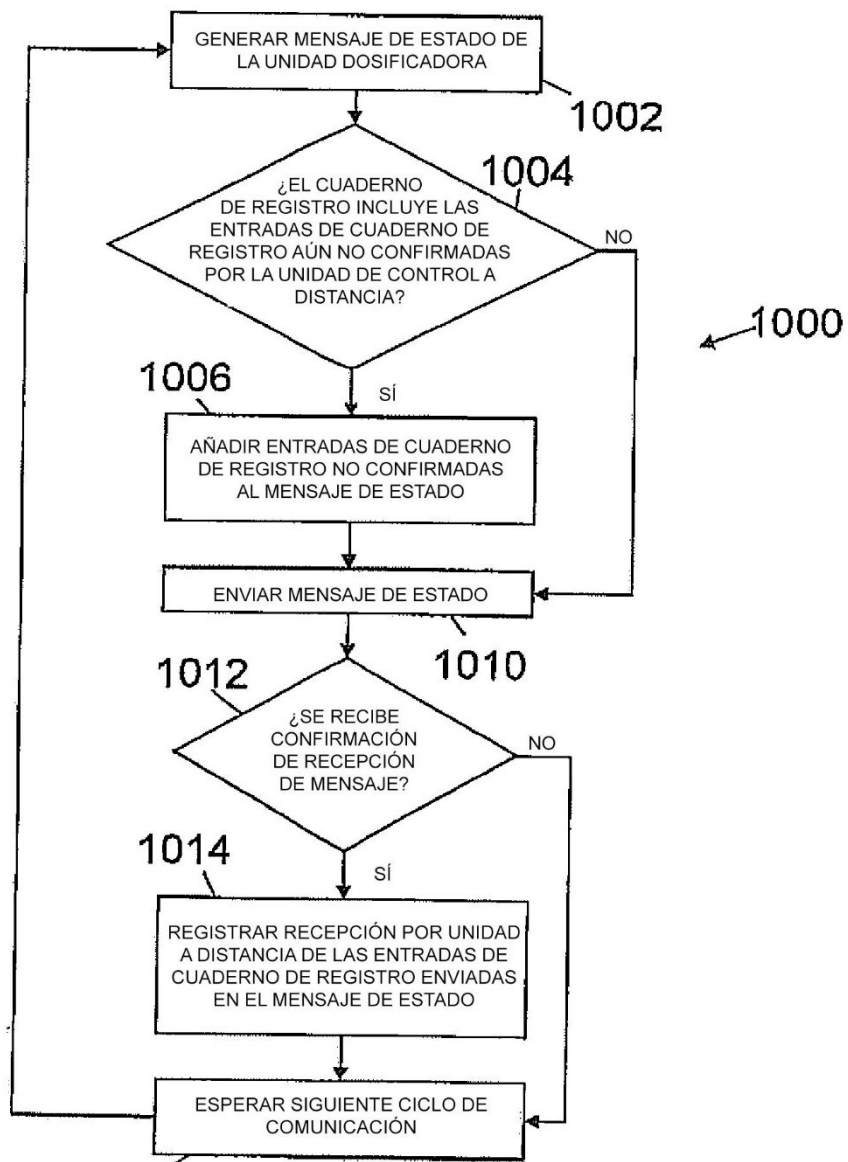 GENERAR MENSAJE DE ESTADO DE
LA UNIDAD DOSIFICADORA
1002
1004
¿EL CUADERNO
DE REGISTRO INCLUYE LAS
ENTRADAS DE CUADERNO DE
REGISTRO AÚN NO CONFIRMADAS
POR LA UNIDAD DE CONTROL A
DISTANCIA?
NO
1000
1006
SÍ
AÑADIR ENTRADAS DE CUADERNO
DE REGISTRO NO CONFIRMADAS
AL MENSAJE DE ESTADO
ENVIAR MENSAJE DE ESTADO
1010
1012
¿SE RECIBE
CONFIRMACIÓN
DE RECEPCIÓN
DE MENSAJE?
NO
1014
SÍ
REGISTRAR RECEPCIÓN POR UNIDAD
A DISTANCIA DE LAS ENTRADAS DE
CUADERNO DE REGISTRO ENVIADAS
EN EL MENSAJE DE ESTADO
ESPERAR SIGUIENTE CICLO DE
COMUNICACIÓN